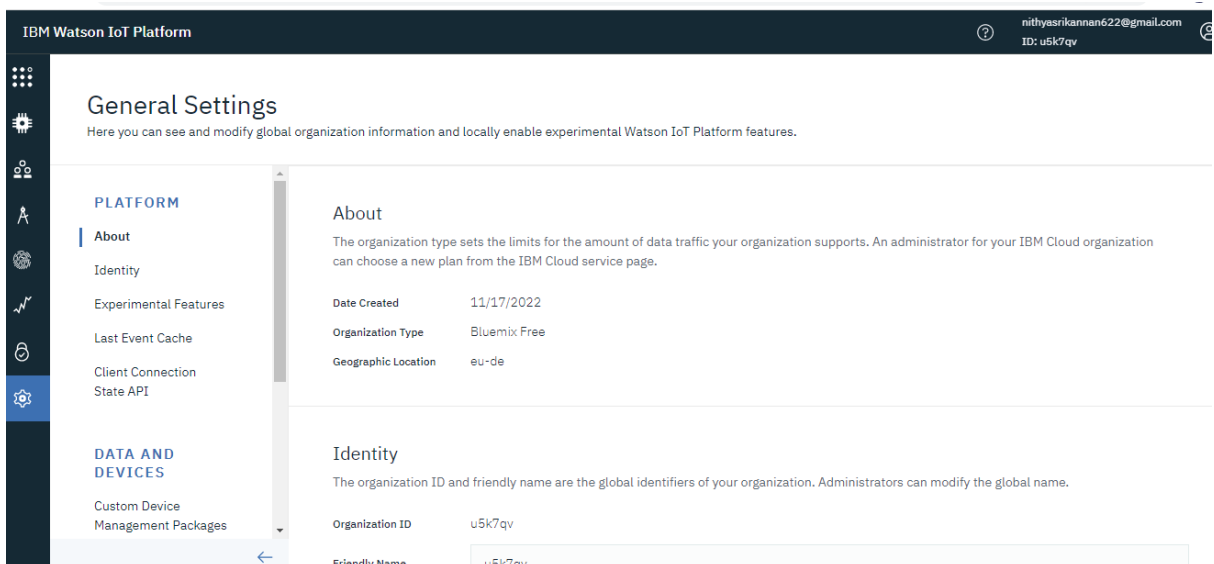 IBM Watson IoT Platform
nithyasrikannan622@gmail.com
ID: u5k7qv
General Settings
Here you can see and modify global organization information and locally enable experimental Watson IoT Platform features.
PLATFORM
About
Identity
Experimental Features
Last Event Cache
Client Connection
State API
DATA AND
DEVICES
Custom Device
Management Packages
About
The organization type sets the limits for the amount of data traffic your organization supports. An administrator for your IBM Cloud organization
can choose a new plan from the IBM Cloud service page.
Date Created 11/17/2022
Organization Type Bluemix Free
Geographic Location eu-de
Identity
The organization ID and friendly name are the global identifiers of your organization. Administrators can modify the global name.
Organization ID u5k7qv
Friendly Name u5k7qv